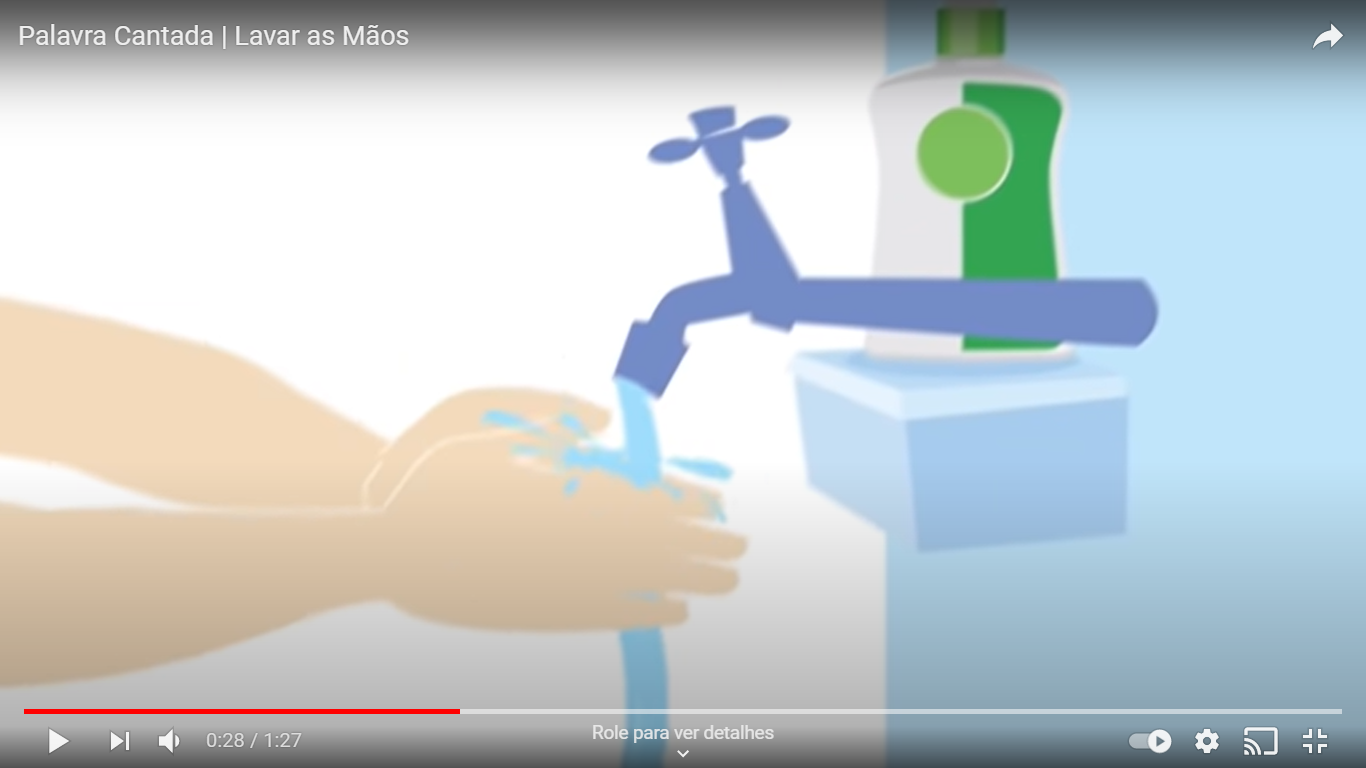 Palavra Cantada | Lavar as Mãos
0:28 / 1:27
Role para ver detalhes